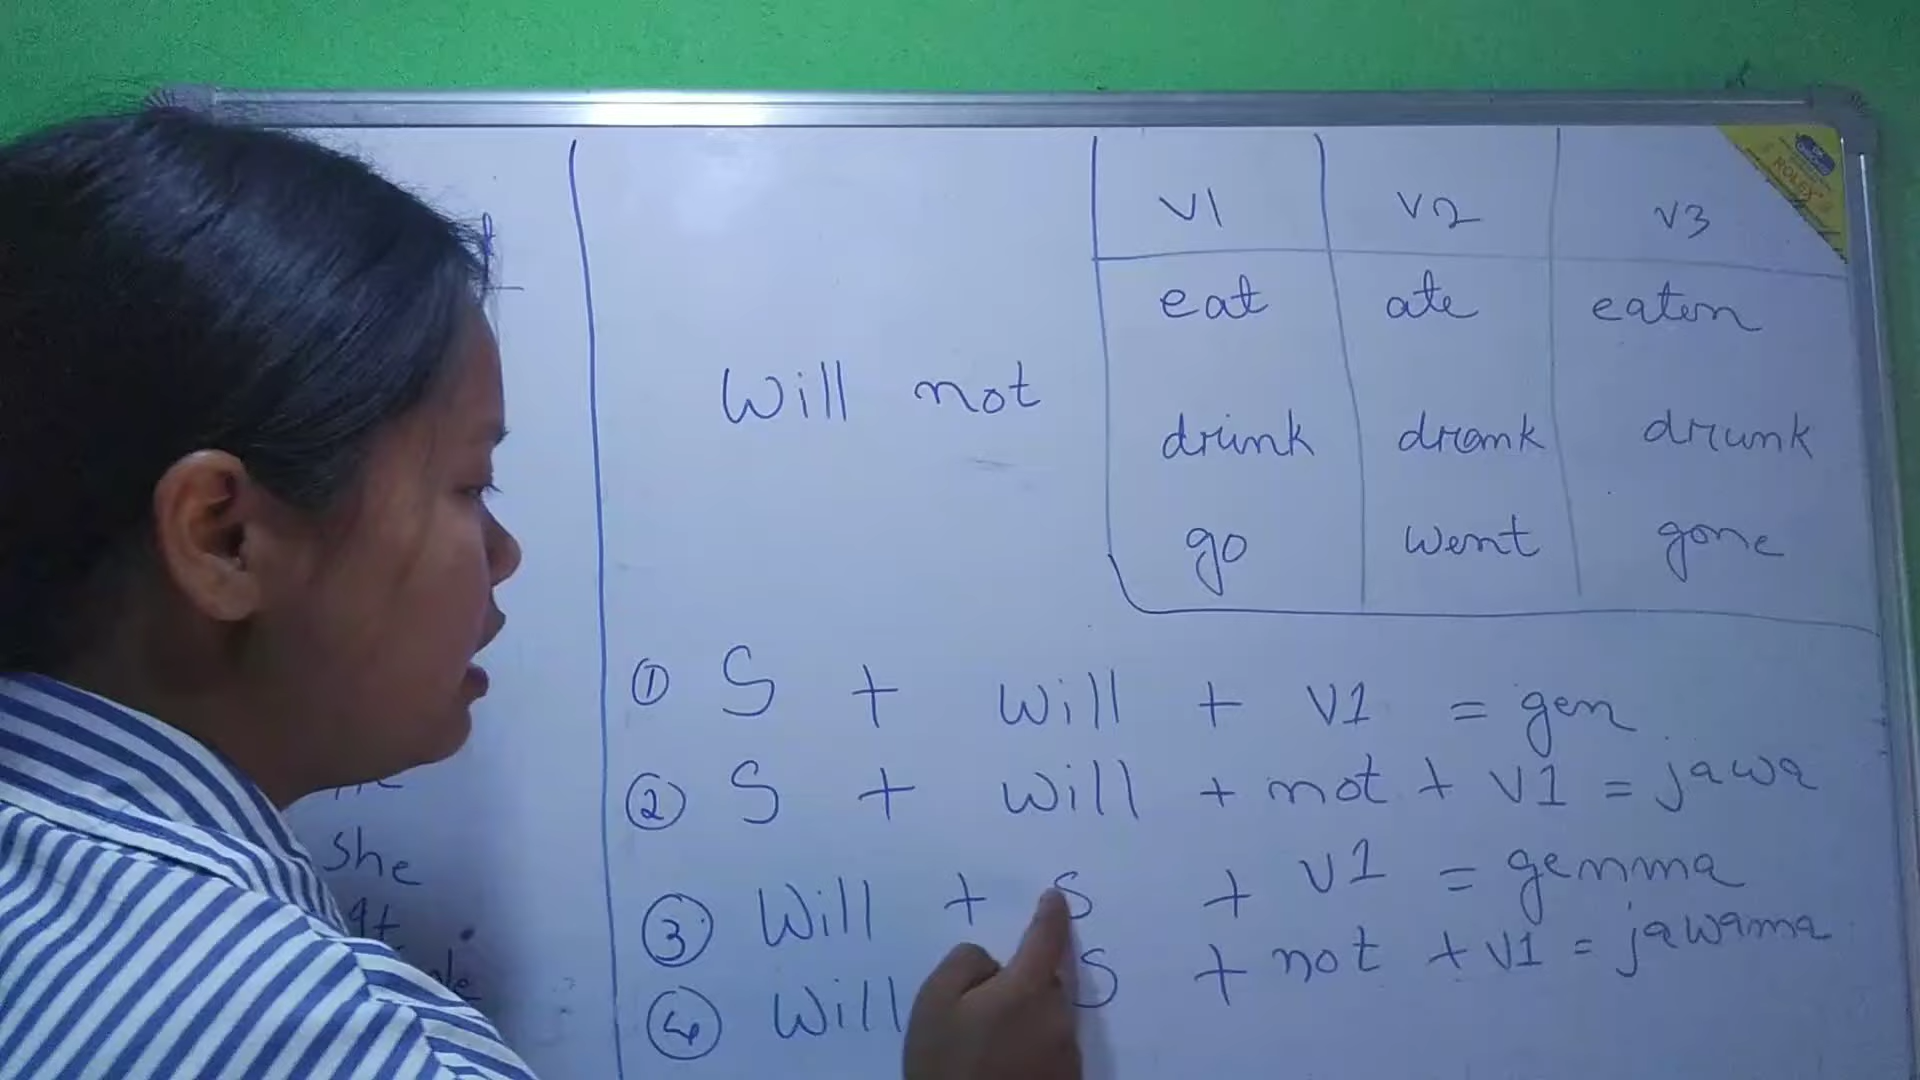 V1 V2 V3
eat ate eaten
Will not
drink drank drunk
go went gone
① S + Will + V1 = gen
② S + Will + not + V1 = jawa
③ Will + S + V1 = gemma
④ Will S + not + V1 = jawama
She
ROLEX